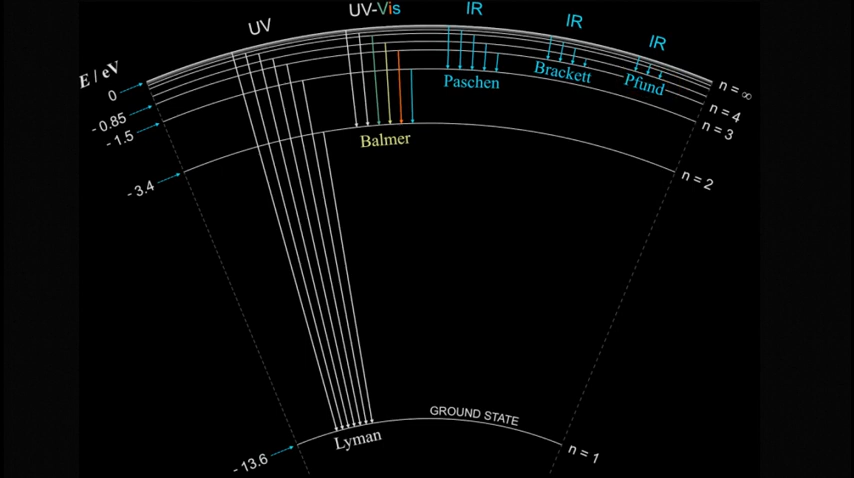 UV
UV-Vis
IR
IR
IR
E / eV
0
- 0.85
- 1.5
- 3.4
- 13.6
Paschen
Brackett
Pfund
Balmer
Lyman
GROUND STATE
n = ∞
n = 4
n = 3
n = 2
n = 1